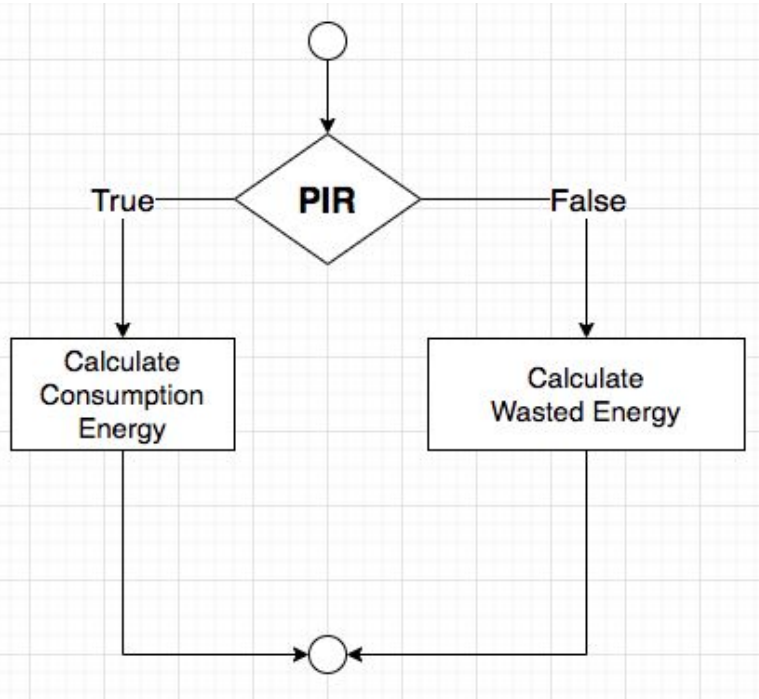 PIR
True
False
Calculate
Consumption
Energy
Calculate
Wasted Energy